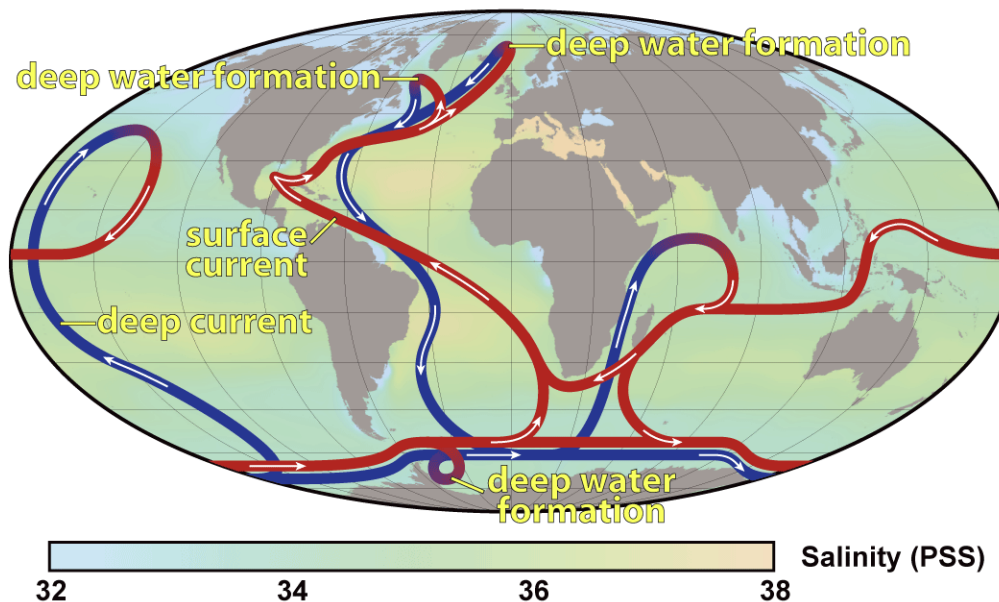 deep water formation
deep water formation
surface
current
deep current
deep water
formation
Salinity (PSS)
32 34 36 38